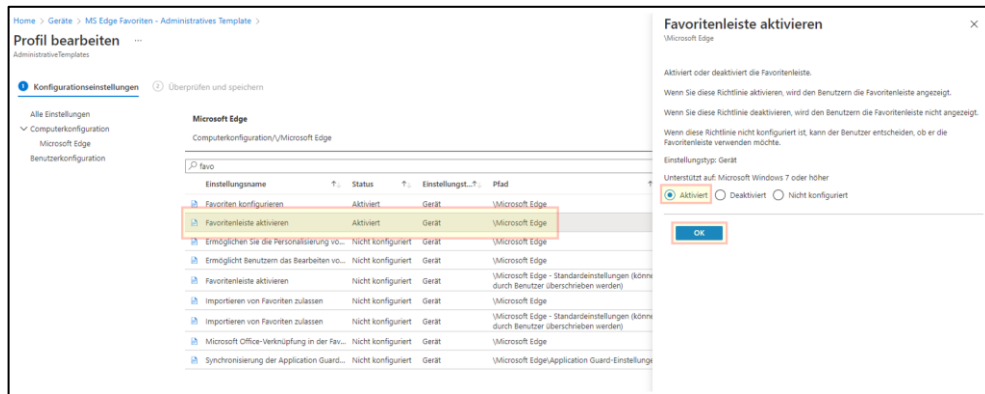 Home > Geräte > MS Edge Favoriten - Administratives Template >
Profil bearbeiten ...
AdministrativeTemplates
1 Konfigurationseinstellungen 2 Überprüfen und speichern
Alle Einstellungen
Computerkonfiguration
Microsoft Edge
Benutzerkonfiguration
Microsoft Edge
Computerkonfiguration/\/Microsoft Edge
favo
Einstellungsname Status Einstellungst... Pfad
Favoriten konfigurieren Aktiviert Gerät \Microsoft Edge
Favoritenleiste aktivieren Aktiviert Gerät \Microsoft Edge
Ermöglichen Sie die Personalisierung vo... Nicht konfiguriert Gerät \Microsoft Edge
Ermöglicht Benutzern das Bearbeiten vo... Nicht konfiguriert Gerät \Microsoft Edge
Favoritenleiste aktivieren Nicht konfiguriert Gerät \Microsoft Edge - Standardeinstellungen (könne
durch Benutzer überschrieben werden)
Importieren von Favoriten zulassen Nicht konfiguriert Gerät \Microsoft Edge
Importieren von Favoriten zulassen Nicht konfiguriert Gerät \Microsoft Edge - Standardeinstellungen (könne
durch Benutzer überschrieben werden)
Microsoft Office-Verknüpfung in der Fav... Nicht konfiguriert Gerät \Microsoft Edge
Synchronisierung der Application Guard... Nicht konfiguriert Gerät \Microsoft Edge\Application Guard-Einstellunge
Favoritenleiste aktivieren
\Microsoft Edge
Aktiviert oder deaktiviert die Favoritenleiste.
Wenn Sie diese Richtlinie aktivieren, wird den Benutzern die Favoritenleiste angezeigt.
Wenn Sie diese Richtlinie deaktivieren, wird den Benutzern die Favoritenleiste nicht angezeigt.
Wenn diese Richtlinie nicht konfiguriert ist, kann der Benutzer entscheiden, ob er die
Favoritenleiste verwenden möchte.
Einstellungstyp: Gerät
Unterstützt auf: Microsoft Windows 7 oder höher
Aktiviert Deaktiviert Nicht konfiguriert
OK